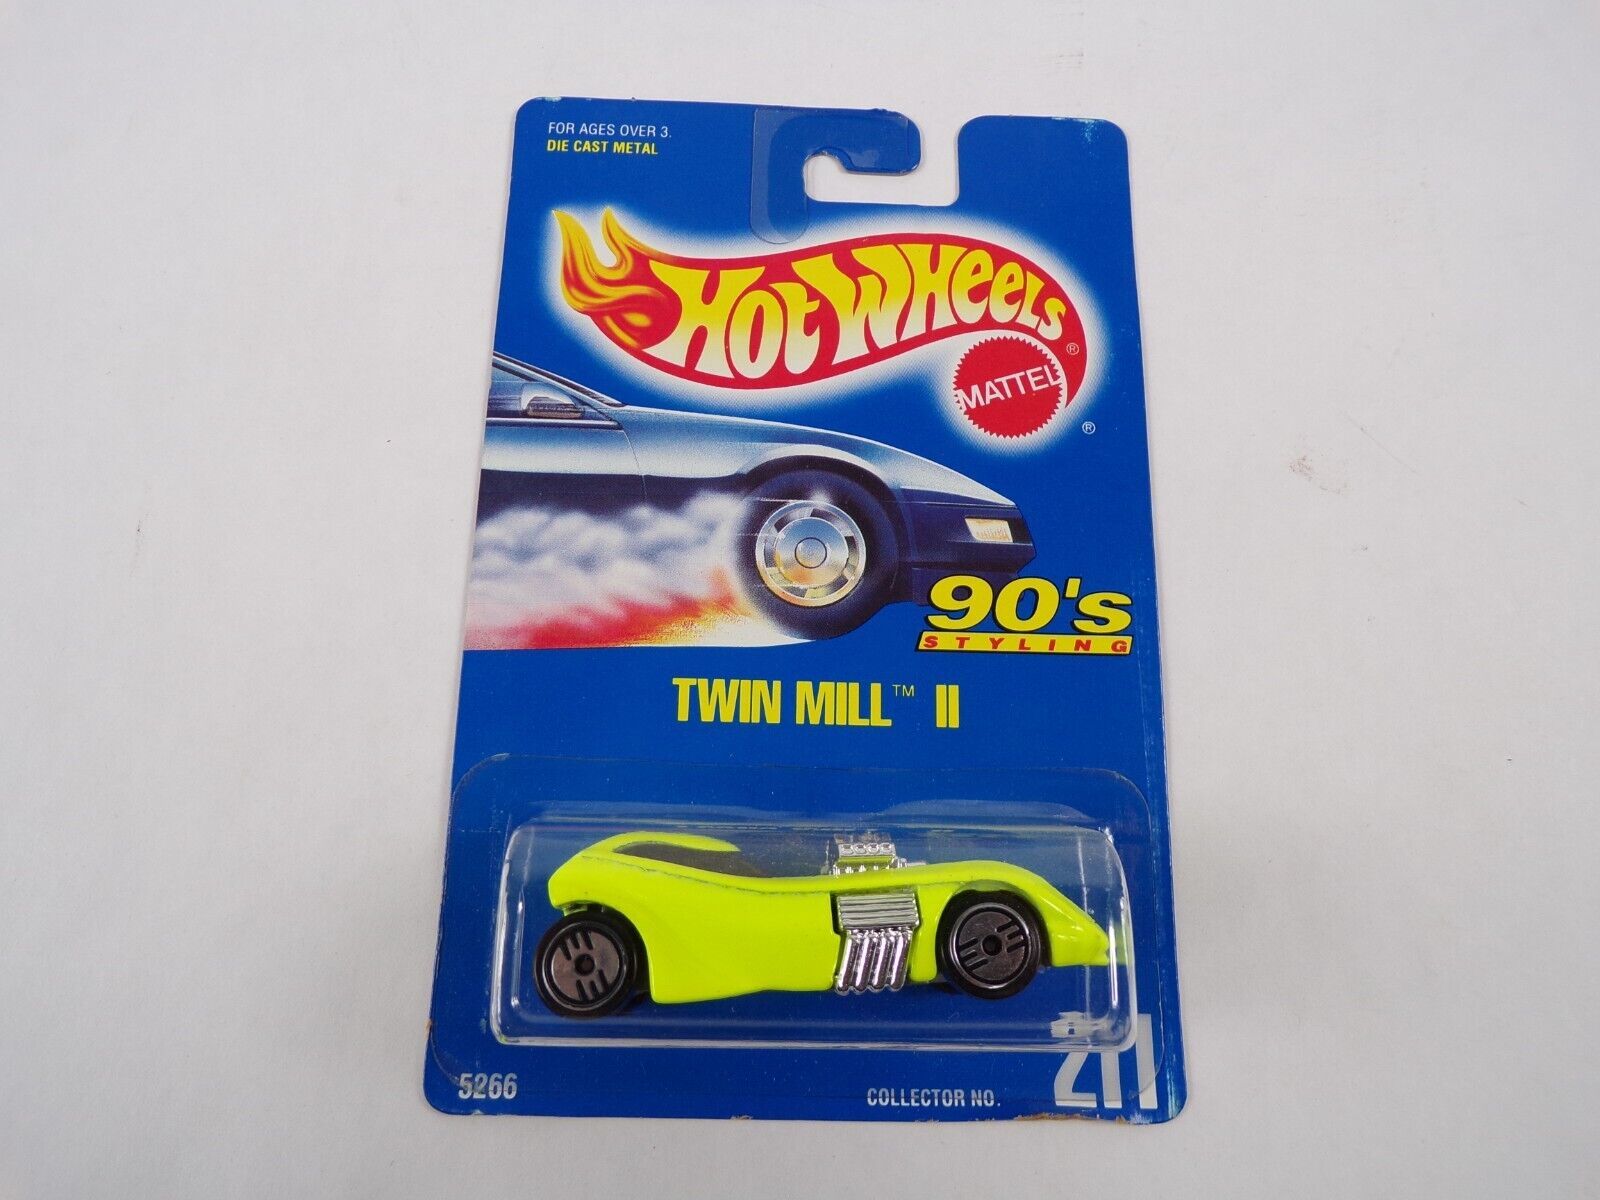 FOR AGES OVER 3.
DIE CAST METAL
HOT WHEELS®
MATTEL
®
90's
STYLING
TWIN MILL™ II
5266
COLLECTOR NO.